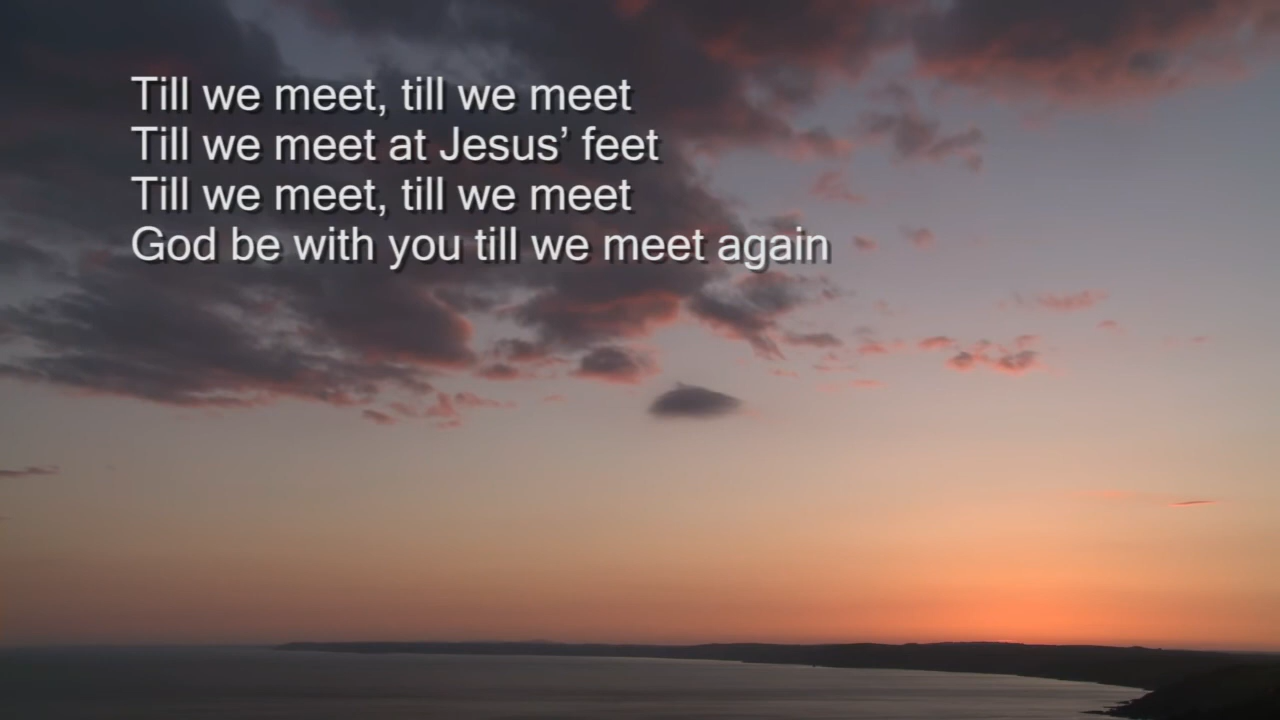 Till we meet, till we meet
Till we meet at Jesus’ feet
Till we meet, till we meet
God be with you till we meet again